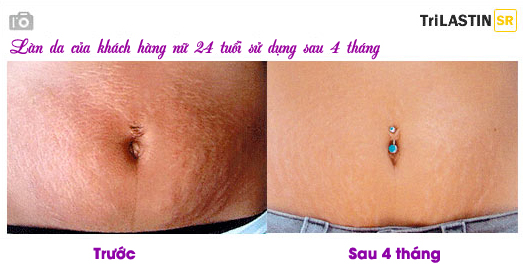 TriLASTIN SR
Làn da của khách hàng nữ 24 tuổi sử dụng sau 4 tháng
Trước
Sau 4 tháng